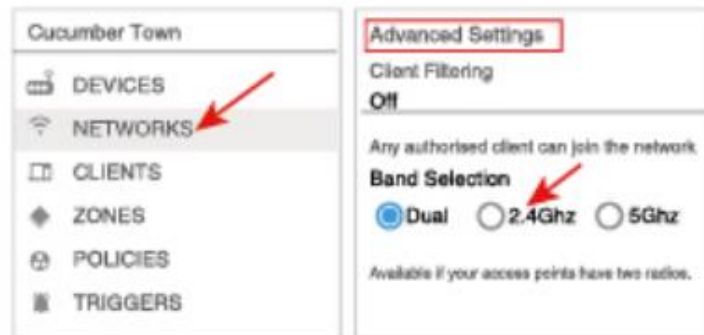 Cucumber Town
DEVICES
NETWORKS
CLIENTS
ZONES
POLICIES
TRIGGERS
Advanced Settings
Client Filtering
Off
Any authorised client can join the network
Band Selection
Dual 2.4Ghz 5Ghz
Available if your access points have two radios.